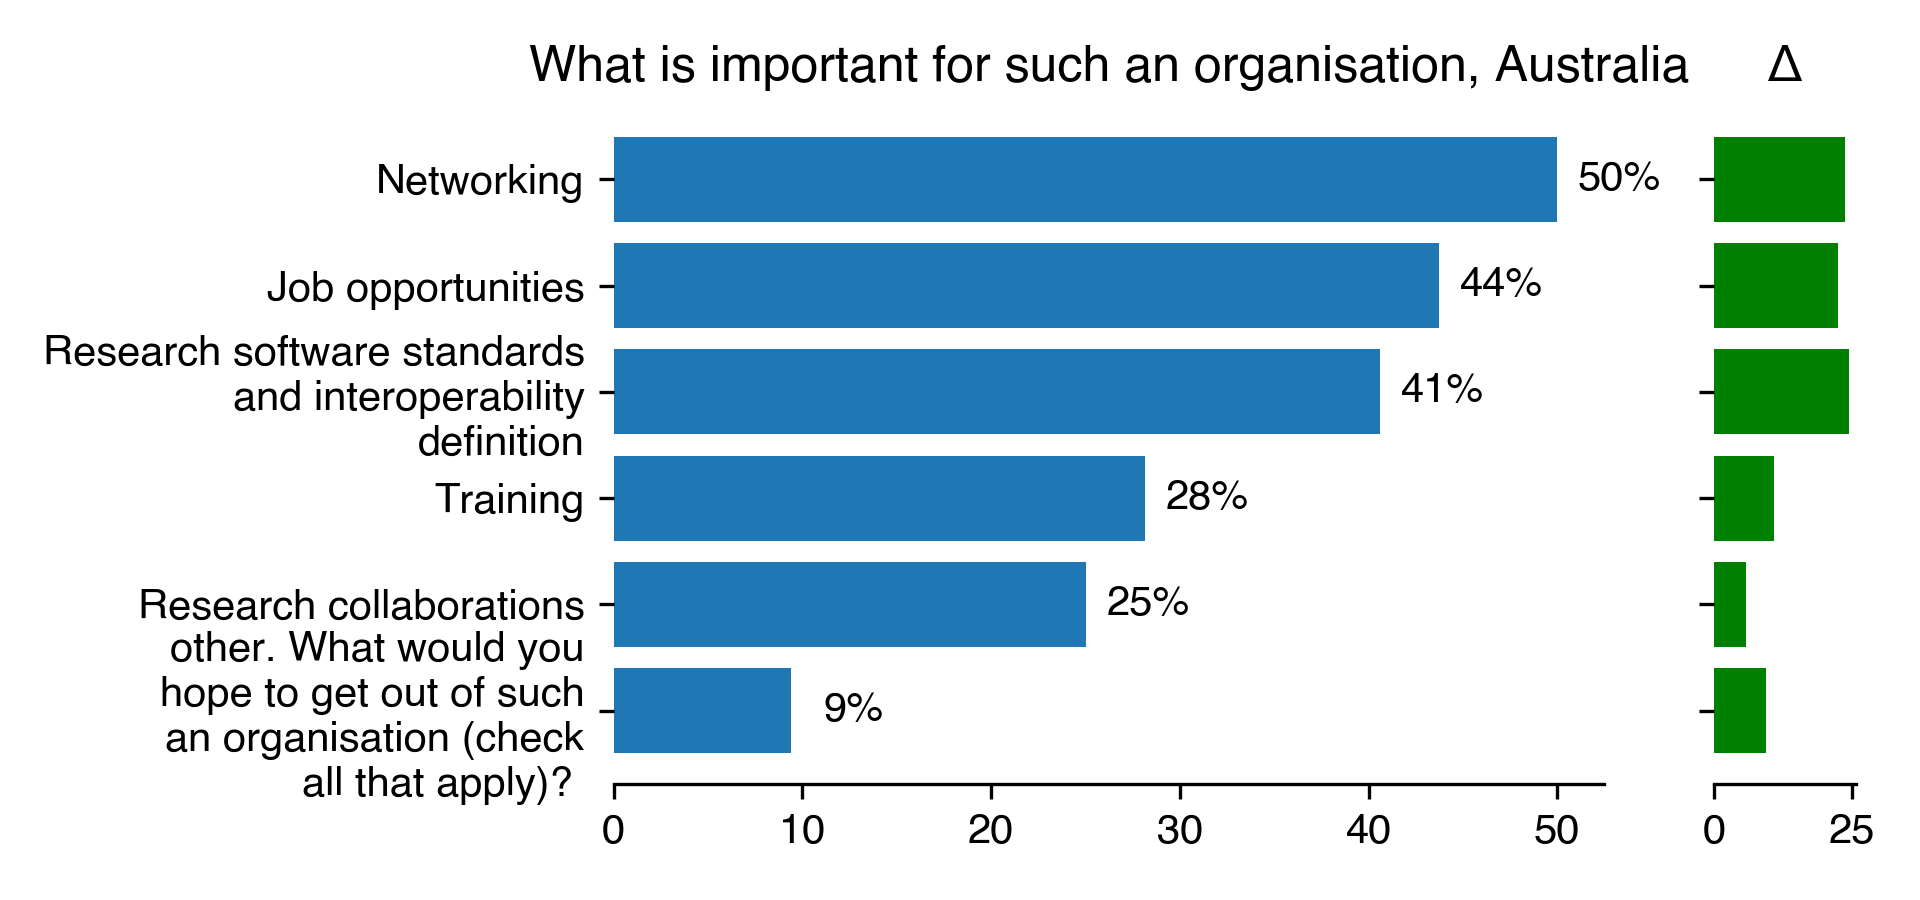 What is important for such an organisation, Australia
Δ
Networking
50%
Job opportunities
44%
Research software standards
and interoperability
definition
41%
Training
28%
Research collaborations
25%
other. What would you
hope to get out of such
an organisation (check
all that apply)?
9%
0 10 20 30 40 50
0 25